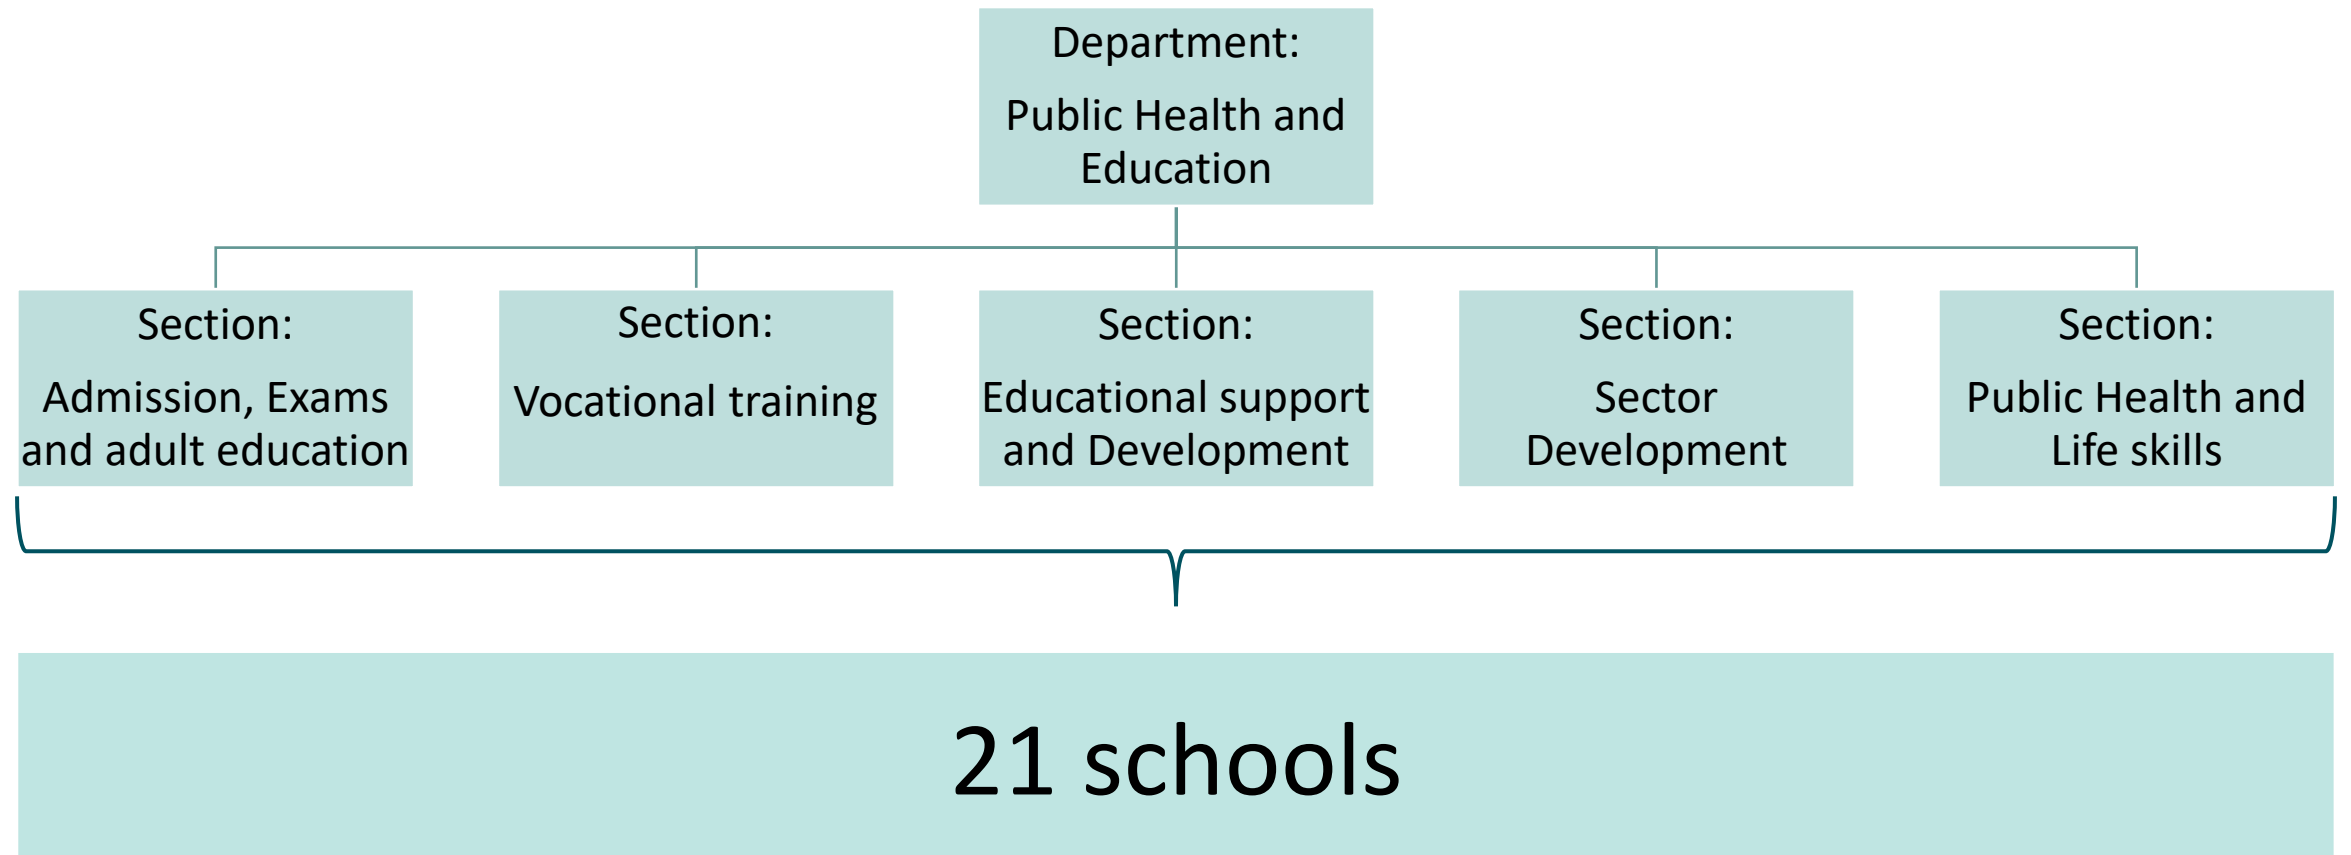 Department:
Public Health and
Education
Section:
Admission, Exams
and adult education
Section:
Vocational training
Section:
Educational support
and Development
Section:
Sector
Development
Section:
Public Health and
Life skills
21 schools